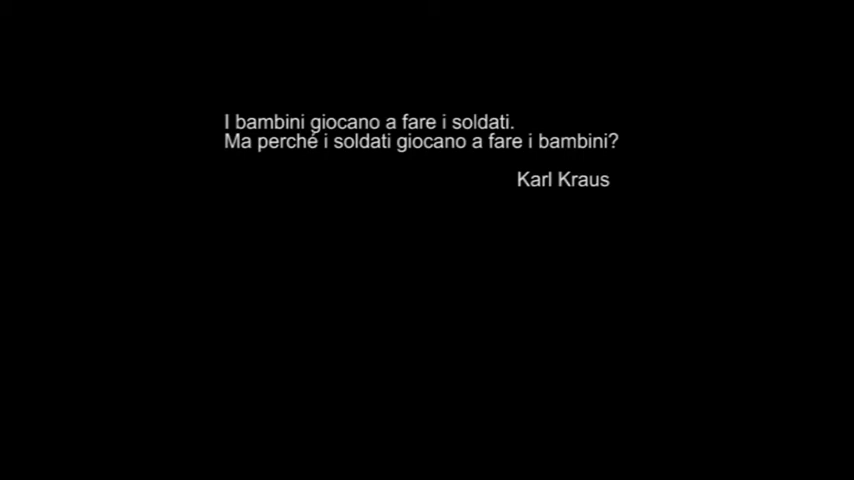 I bambini giocano a fare i soldati.
Ma perché i soldati giocano a fare i bambini?
Karl Kraus